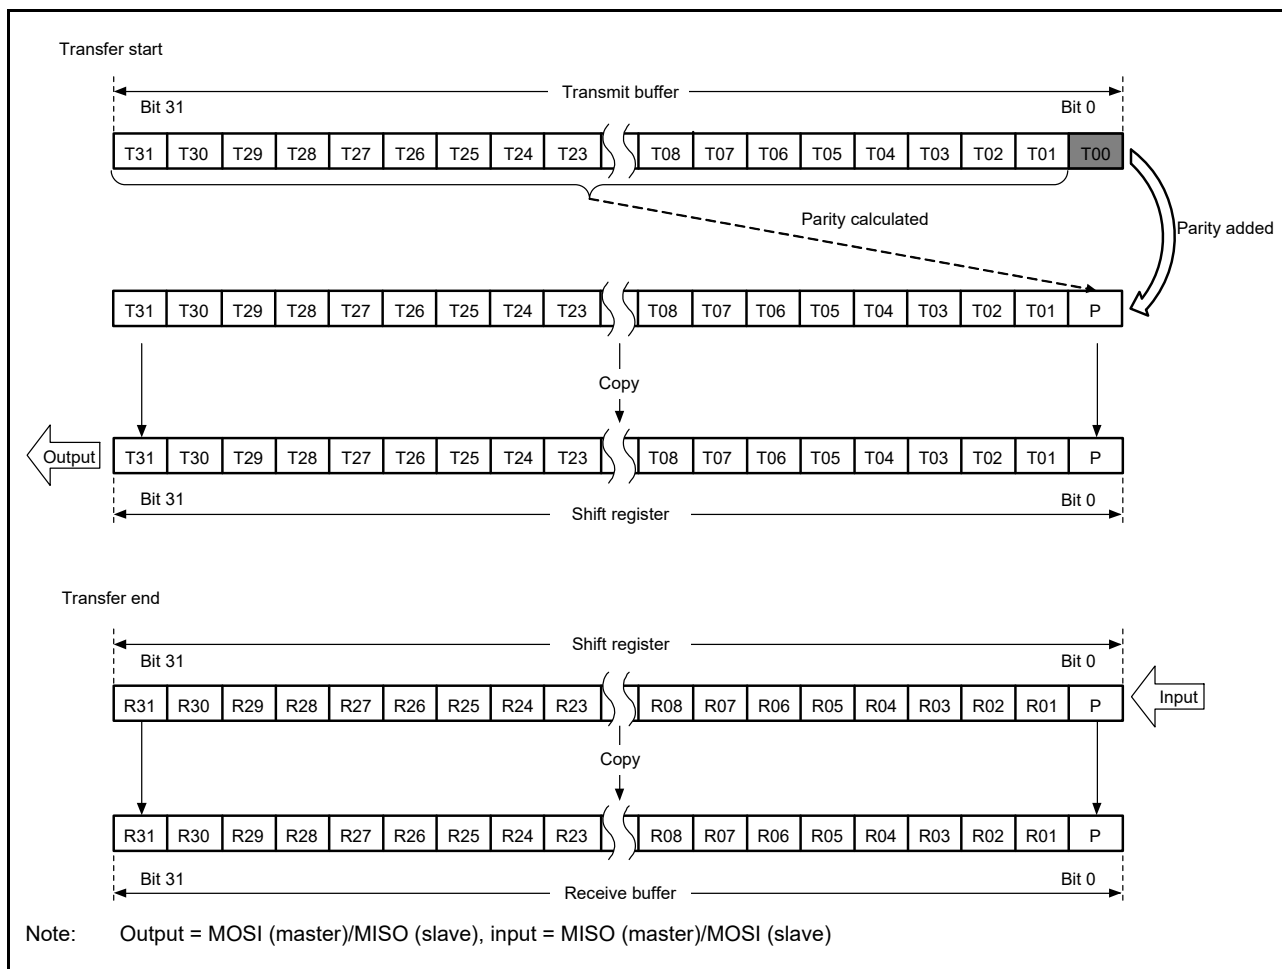 Transfer start
Transmit buffer
Bit 31 Bit 0
T31 T30 T29 T28 T27 T26 T25 T24 T23 T08 T07 T06 T05 T04 T03 T02 T01 T00
Parity calculated
Parity added
T31 T30 T29 T28 T27 T26 T25 T24 T23 T08 T07 T06 T05 T04 T03 T02 T01 P
Copy
Output
T31 T30 T29 T28 T27 T26 T25 T24 T23 T08 T07 T06 T05 T04 T03 T02 T01 P
Bit 31 Bit 0
Shift register
Transfer end
Shift register
Bit 31 Bit 0
R31 R30 R29 R28 R27 R26 R25 R24 R23 R08 R07 R06 R05 R04 R03 R02 R01 P
Input
Copy
R31 R30 R29 R28 R27 R26 R25 R24 R23 R08 R07 R06 R05 R04 R03 R02 R01 P
Bit 31 Bit 0
Receive buffer
Note: Output = MOSI (master)/MISO (slave), input = MISO (master)/MOSI (slave)